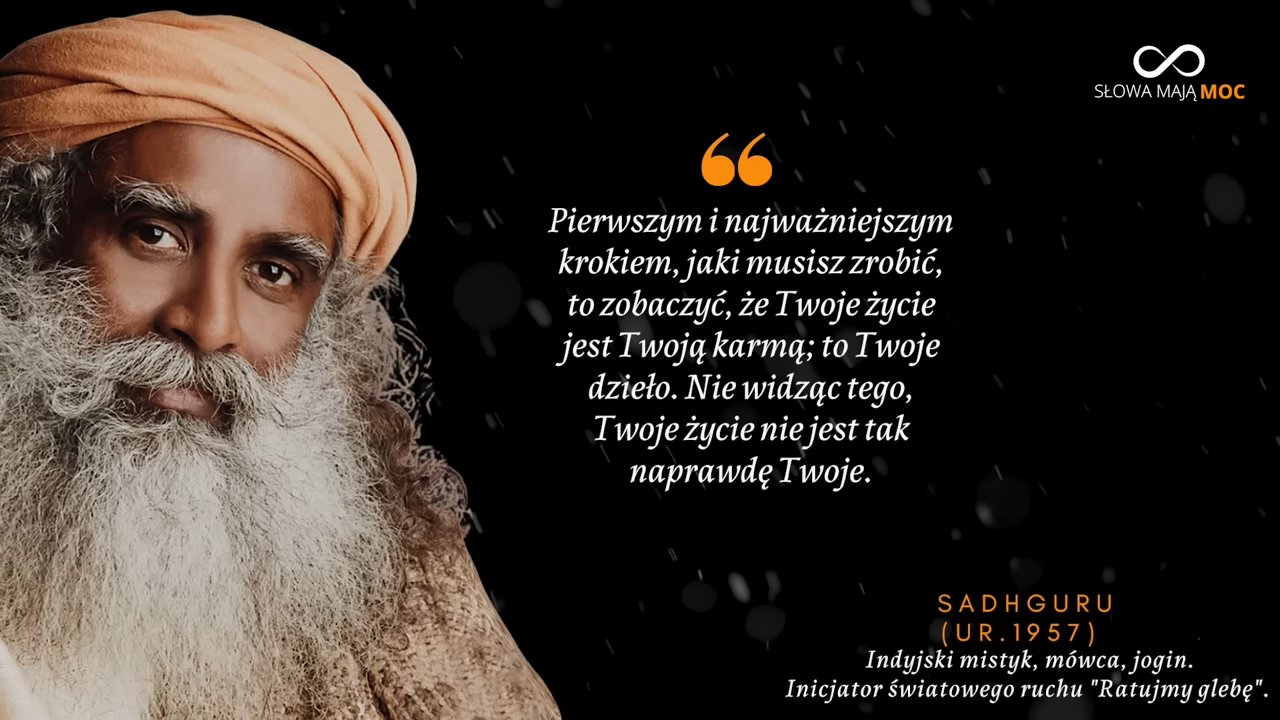 SŁOWA MAJĄ MOC
Pierwszym i najważniejszym
krokiem, jaki musisz zrobić,
to zobaczyć, że Twoje życie
jest Twoją karmą; to Twoje
dzieło. Nie widząc tego,
Twoje życie nie jest tak
naprawdę Twoje.
SADHGURU
(UR.1957)
Indyjski mistyk, mówca, jogin.
Inicjator światowego ruchu "Ratujmy glebę".